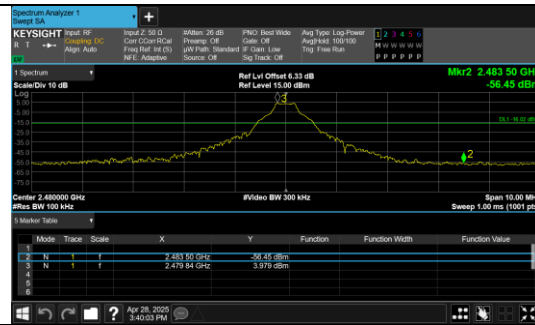 Spectrum Analyzer 1
Swept SA
+
KEYSIGHT Input: RF Input Z: 50 Ω #Atten: 26 dB PNO: Best Wide Avg Type: Log-Power 1 2 3 4 5 6
R T Coupling: DC Corr CCorr RCal Preamp: Off Gate: Off Avg|Hold: 100/100 M W W W W W
Align: Auto Freq Ref: Int (S) µW Path: Standard IF Gain: Low Trig: Free Run P P P P P P
LXI NFE: Adaptive Source: Off Sig Track: Off
1 Spectrum Ref Lvl Offset 6.33 dB Mkr2 2.483 50 GHz
Scale/Div 10 dB Ref Level 15.00 dBm -56.45 dBm
Log
5.00
-5.00
-15.0
-25.0
-35.0
-45.0
-55.0
-65.0
-75.0
3
DL1 -16.02 dBm
2
Center 2.480000 GHz #Video BW 300 kHz Span 10.00 MHz
#Res BW 100 kHz Sweep 1.00 ms (1001 pts)
5 Marker Table
Mode Trace Scale X Y Function Function Width Function Value
1
2 N 1 f 2.483 50 GHz -56.45 dBm
3 N 1 f 2.479 84 GHz 3.979 dBm
4
5
6
? Apr 28, 2025
3:40:03 PM